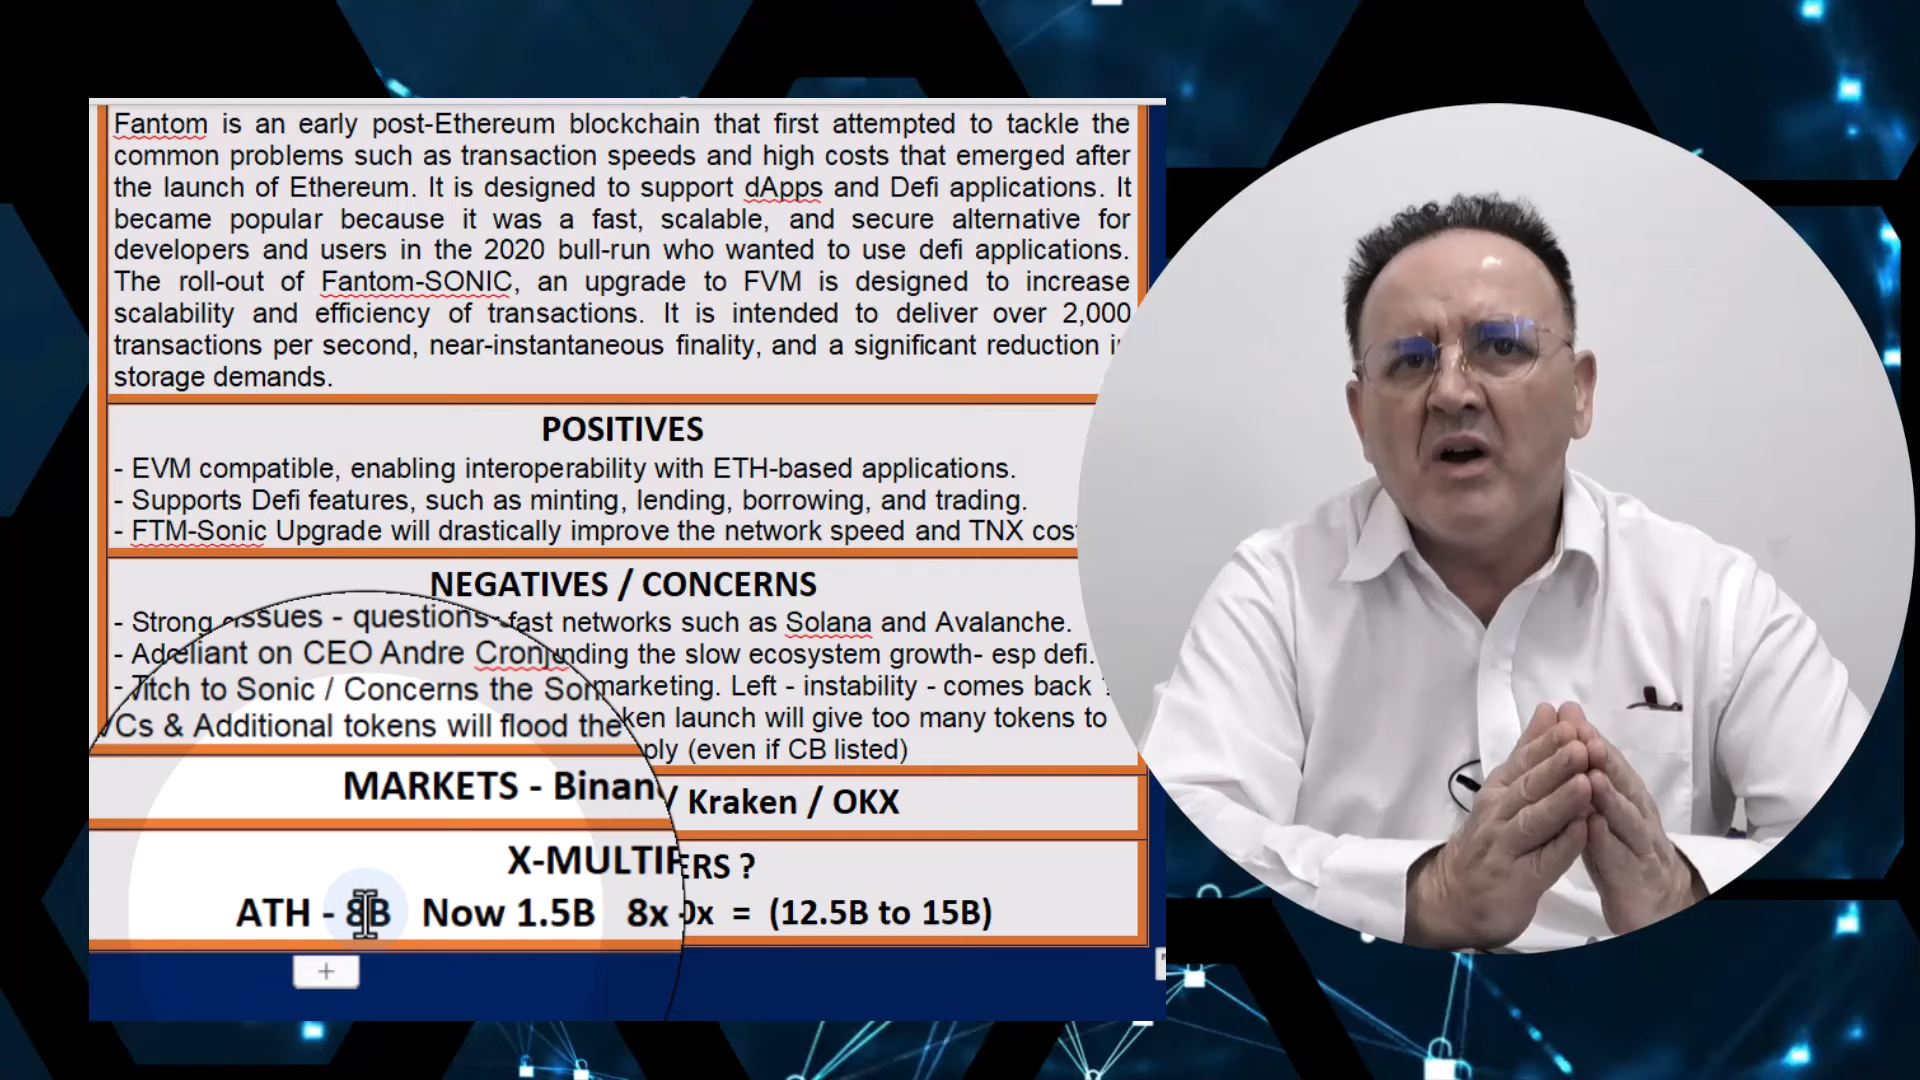 Fantom is an early post-Ethereum blockchain that first attempted to tackle the
common problems such as transaction speeds and high costs that emerged after
the launch of Ethereum. It is designed to support dApps and Defi applications. It
became popular because it was a fast, scalable, and secure alternative for
developers and users in the 2020 bull-run who wanted to use defi applications.
The roll-out of Fantom-SONIC, an upgrade to FVM is designed to increase
scalability and efficiency of transactions. It is intended to deliver over 2,000
transactions per second, near-instantaneous finality, and a significant reduction
storage demands.
POSITIVES
- EVM compatible, enabling interoperability with ETH-based applications.
- Supports Defi features, such as minting, lending, borrowing, and trading.
- FTM-Sonic Upgrade will drastically improve the network speed and TNX
NEGATIVES / CONCERNS
- Strong issues - questions fast networks such as Solana and Avalanche.
reliant on CEO Andre Cronj the slow ecosystem growth- esp defi.
to Sonic / Concerns the marketing. Left - instability - comes back
& Additional tokens will flood the launch will give too many tokens to
(even if CB listed)
MARKETS - / Kraken / OKX
X-MULTI ?
ATH - 8B Now 1.5B 8x = (12.5B to 15B)